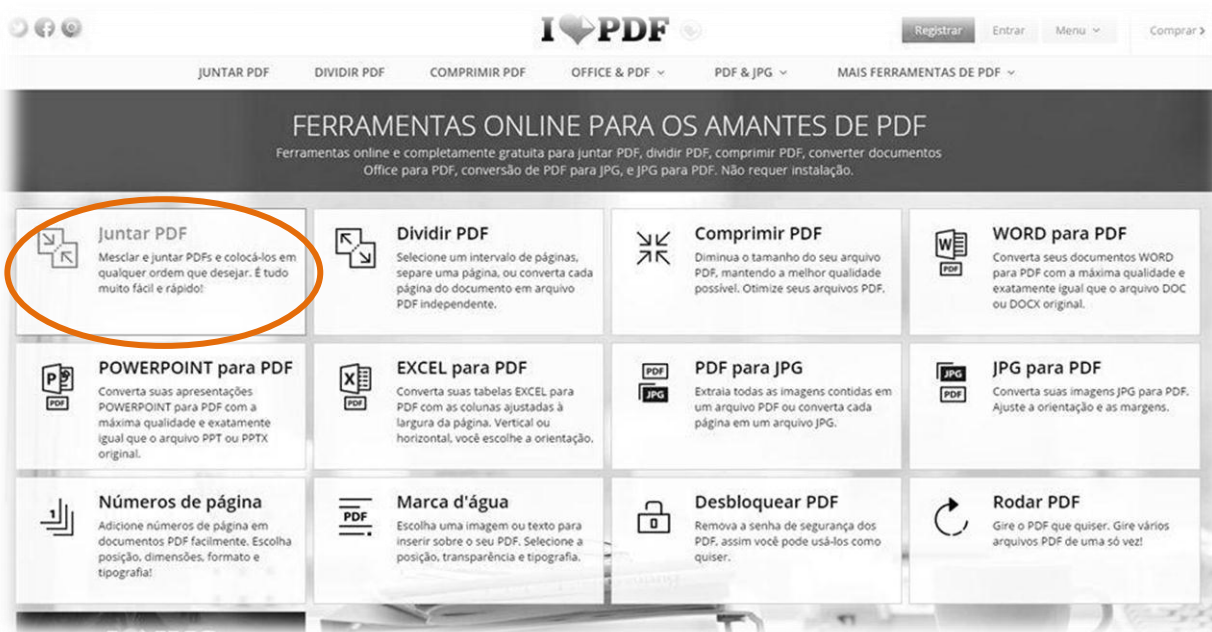 I PDF
Registrar
Entrar
Menu
Comprar
JUNTAR PDF
DIVIDIR PDF
COMPRIMIR PDF
OFFICE & PDF
PDF & JPG
MAIS FERRAMENTAS DE PDF
FERRAMENTAS ONLINE PARA OS AMANTES DE PDF
Ferramentas online e completamente gratuita para juntar PDF, dividir PDF, comprimir PDF, converter documentos
Office para PDF, conversão de PDF para JPG, e JPG para PDF. Não requer instalação.
Juntar PDF
Mesclar e juntar PDFs e colocá-los em
qualquer ordem que desejar. É tudo
muito fácil e rápido!
Dividir PDF
Selecione um intervalo de páginas,
separe uma página, ou converta cada
página do documento em arquivo
PDF independente.
Comprimir PDF
Diminua o tamanho do seu arquivo
PDF, mantendo a melhor qualidade
possível. Otimize seus arquivos PDF.
W
PDF
WORD para PDF
Converta seus documentos WORD
para PDF com a máxima qualidade e
exatamente igual que o arquivo DOC
ou DOCX original.
P
PDF
POWERPOINT para PDF
Converta suas apresentações
POWERPOINT para PDF com a
máxima qualidade e exatamente
igual que o arquivo PPT ou PPTX
original.
X
PDF
EXCEL para PDF
Converta suas tabelas EXCEL para
PDF com as colunas ajustadas à
largura da página. Vertical ou
horizontal, você escolhe a orientação.
PDF
JPG
PDF para JPG
Extraia todas as imagens contidas em
um arquivo PDF ou converta cada
página em um arquivo JPG.
JPG
PDF
JPG para PDF
Converta suas imagens JPG para PDF.
Ajuste a orientação e as margens.
1
Números de página
Adicione números de página em
documentos PDF facilmente. Escolha
posição, dimensões, formato e
tipografia!
PDF
Marca d'água
Escolha uma imagem ou texto para
inserir sobre o seu PDF. Selecione a
posição, transparência e tipografia.
Desbloquear PDF
Remova a senha de segurança dos
PDF, assim você pode usá-los como
quiser.
Rodar PDF
Gire o PDF que quiser. Gire vários
arquivos PDF de uma só vez!